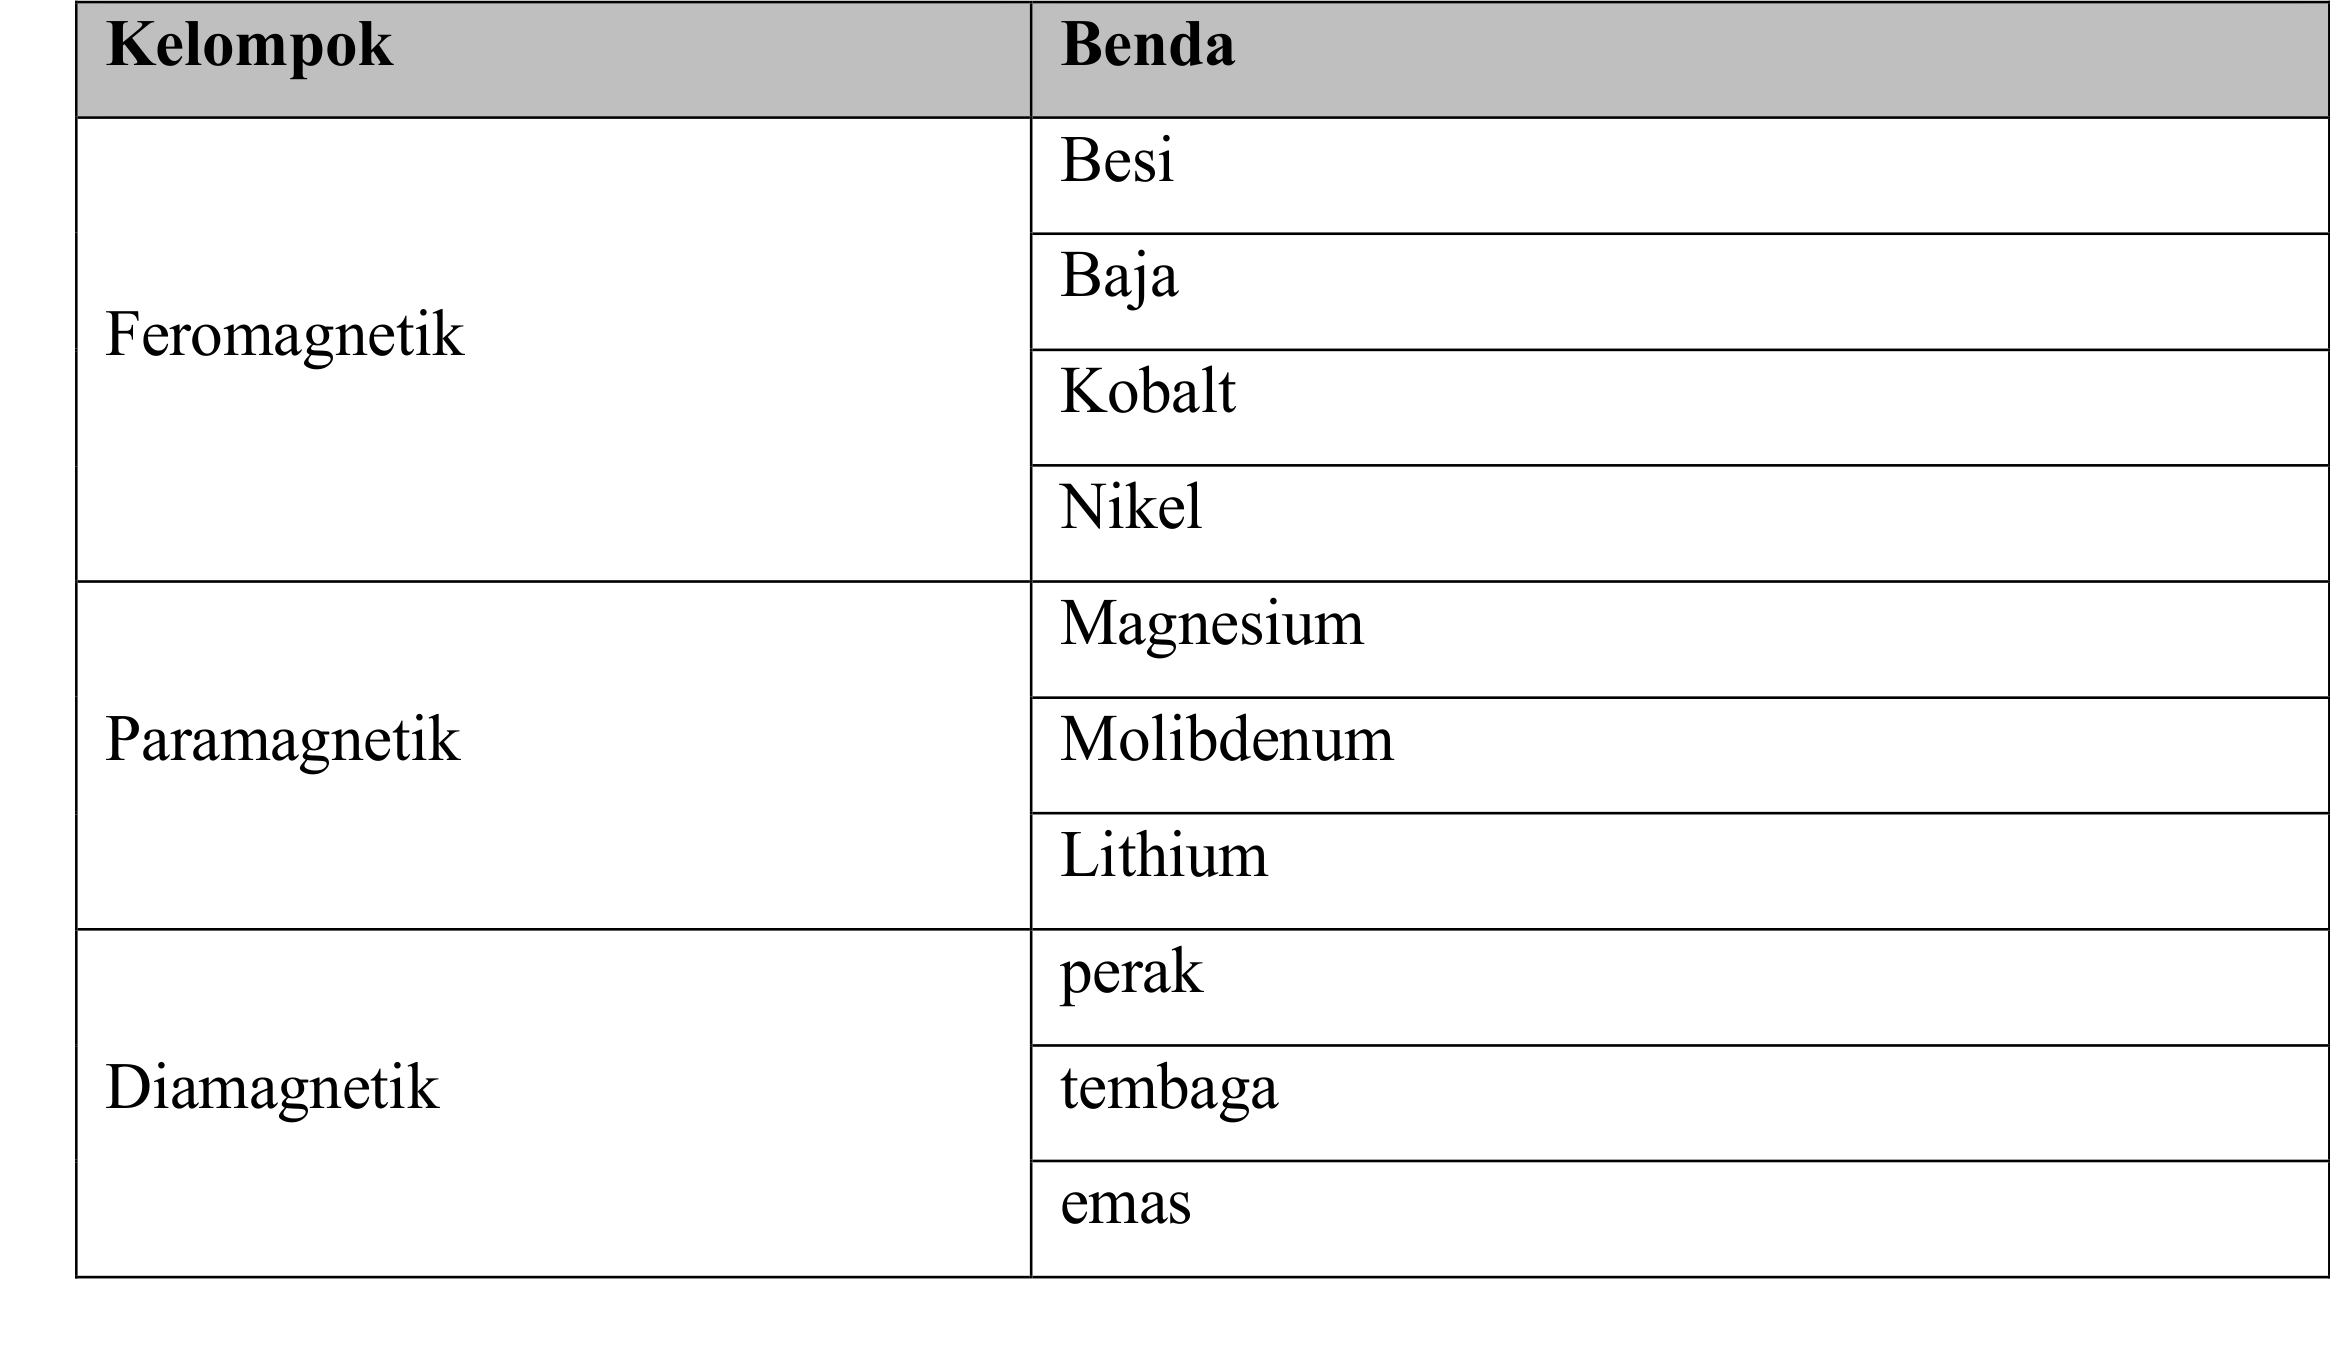 Kelompok
Benda
Feromagnetik
Besi
Baja
Kobalt
Nikel
Paramagnetik
Magnesium
Molibdenum
Lithium
Diamagnetik
perak
tembaga
emas